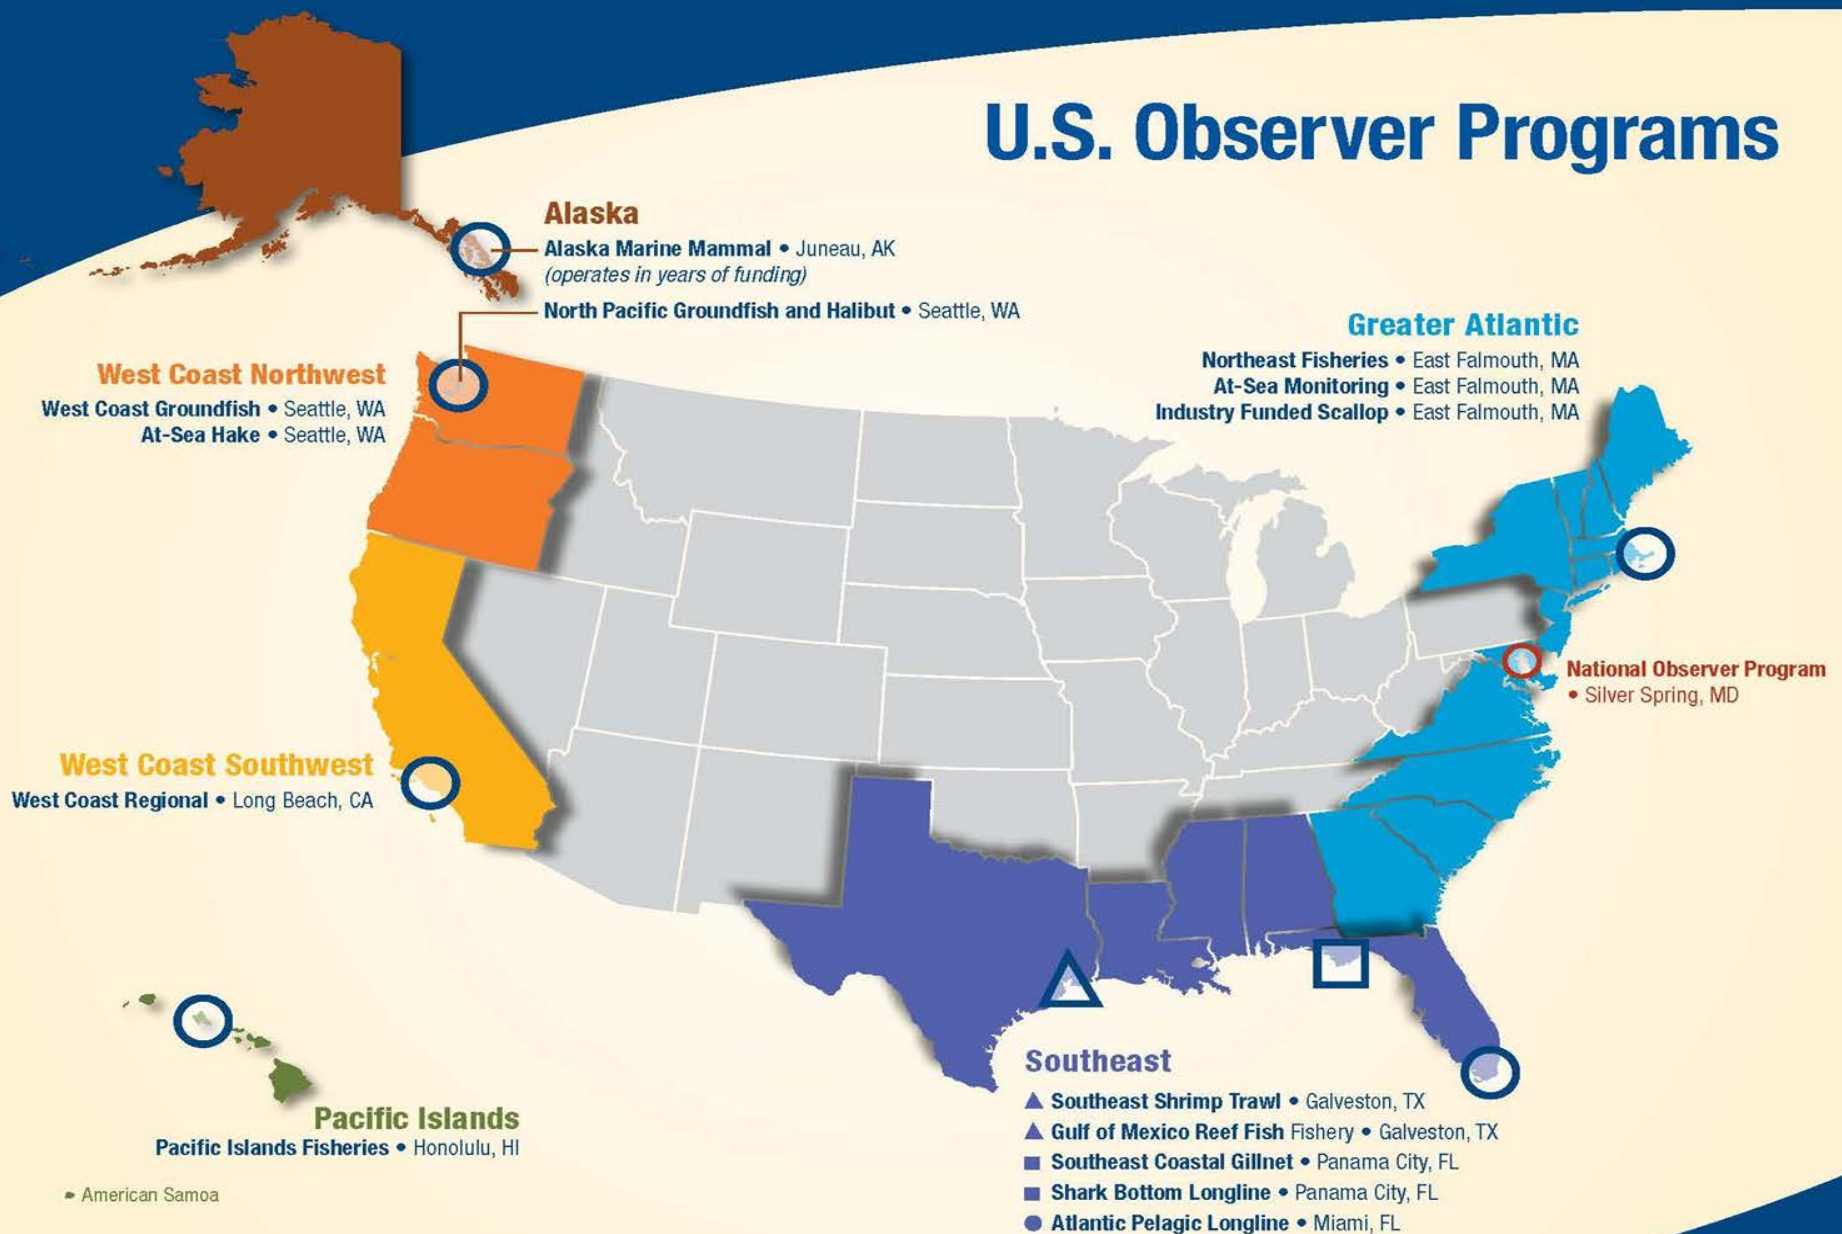 U.S. Observer Programs
Alaska
Alaska Marine Mammal • Juneau, AK
(operates in years of funding)
North Pacific Groundfish and Halibut • Seattle, WA
Greater Atlantic
Northeast Fisheries • East Falmouth, MA
At-Sea Monitoring • East Falmouth, MA
Industry Funded Scallop • East Falmouth, MA
West Coast Northwest
West Coast Groundfish • Seattle, WA
At-Sea Hake • Seattle, WA
National Observer Program
• Silver Spring, MD
West Coast Southwest
West Coast Regional • Long Beach, CA
Southeast
▲ Southeast Shrimp Trawl • Galveston, TX
▲ Gulf of Mexico Reef Fish Fishery • Galveston, TX
■ Southeast Coastal Gillnet • Panama City, FL
■ Shark Bottom Longline • Panama City, FL
● Atlantic Pelagic Longline • Miami, FL
Pacific Islands
Pacific Islands Fisheries • Honolulu, HI
American Samoa